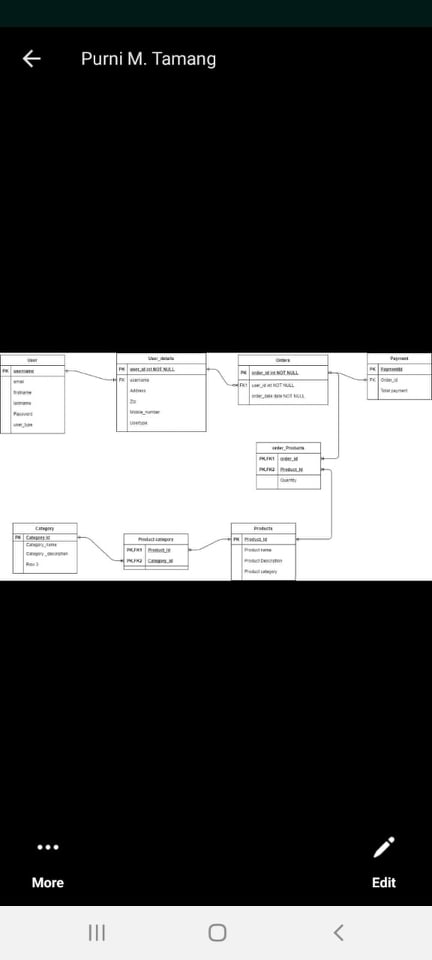 Purni M. Tamang
User
PK username
email
firstname
lastname
Password
user_type
User_details
PK user_id int NOT NULL
FK username
Address
Zip
Mobile_number
Usertype
Orders
PK order_id int NOT NULL
FK1 user_id int NOT NULL
order_date date NOT NULL
Payment
PK PaymentId
FK Order_id
Total payment
order_Products
PK,FK1 order_id
PK,FK2 Product_Id
Quantity
Category
PK Category_id
Category_name
Category_description
Row 3
Product category
PK,FK1 Product_Id
PK,FK2 Category_id
Products
PK Product_Id
Product name
Product Description
Product category
More
Edit